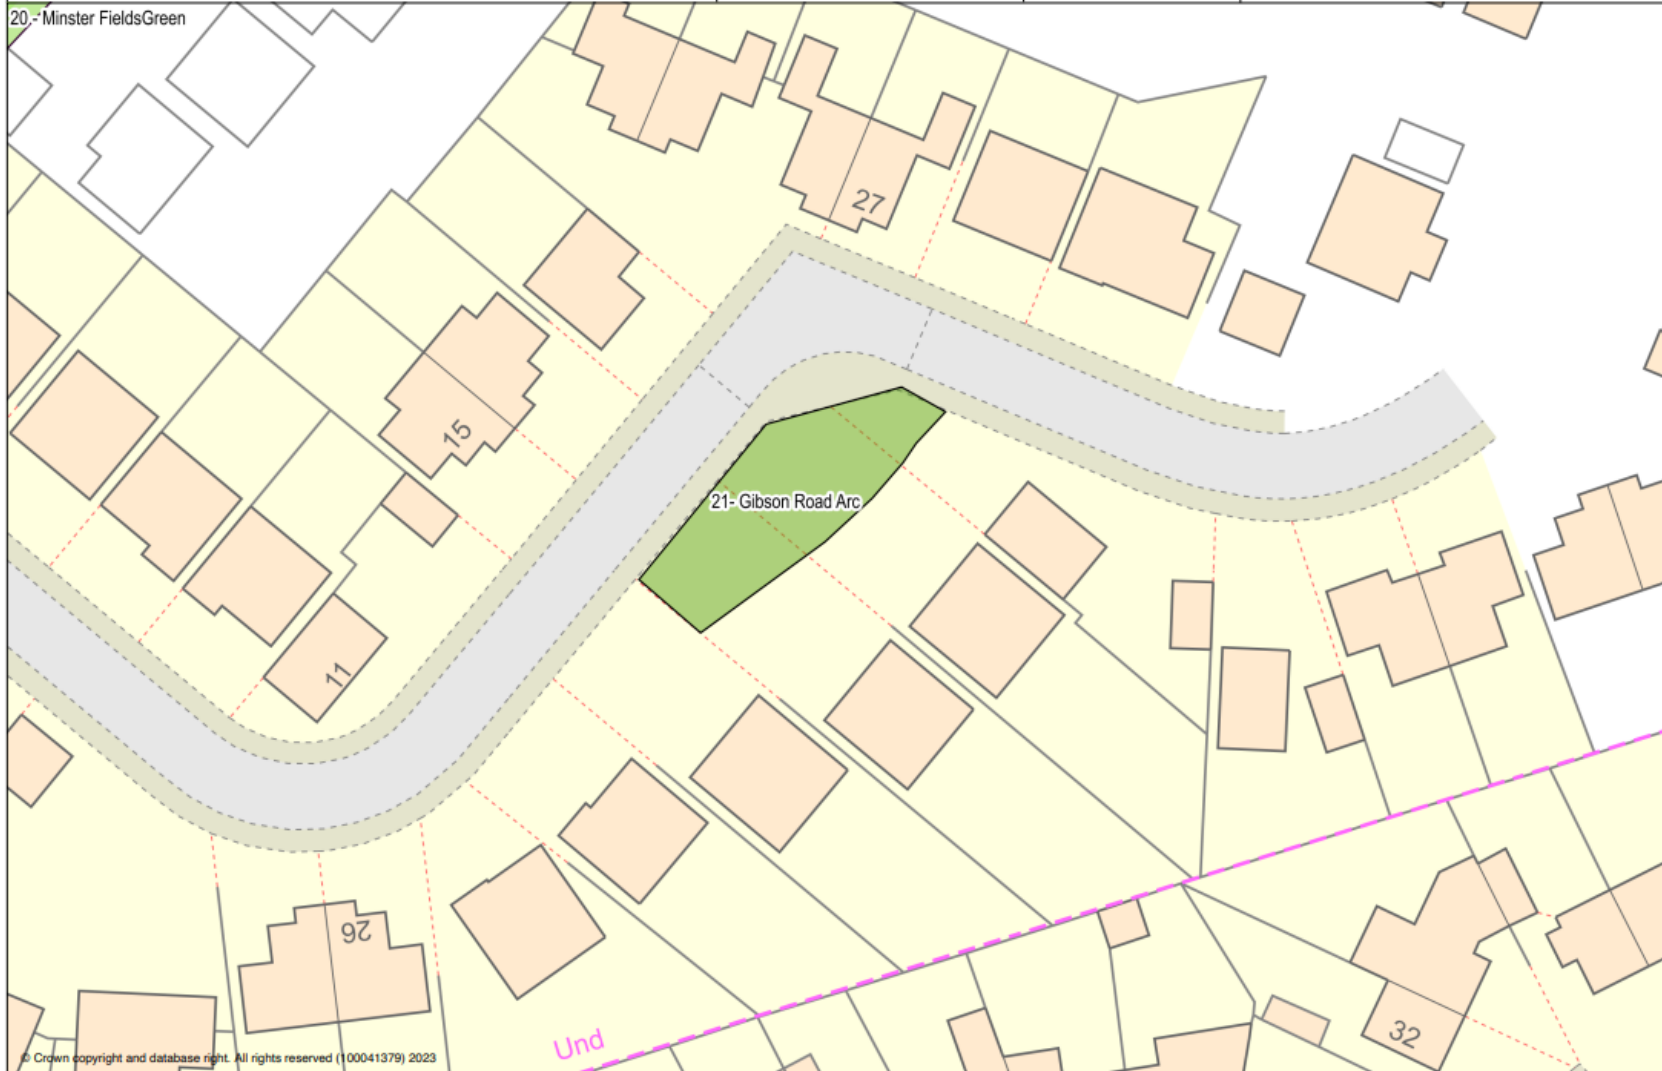 20 - Minster FieldsGreen
27
15
21- Gibson Road Arc
11
26
Und
32
© Crown copyright and database right. All rights reserved (100041379) 2023